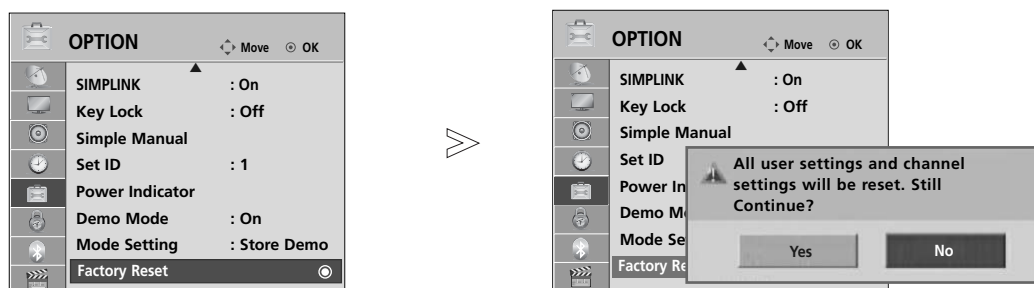 OPTION
Move OK
SIMPLINK : On
Key Lock : Off
Simple Manual
Set ID : 1
Power Indicator
Demo Mode : On
Mode Setting : Store Demo
Factory Reset
OPTION
Move OK
SIMPLINK : On
Key Lock : Off
Simple Manual
Set ID
Power In
Demo M
Mode Se
Factory Re
All user settings and channel
settings will be reset. Still
Continue?
Yes No